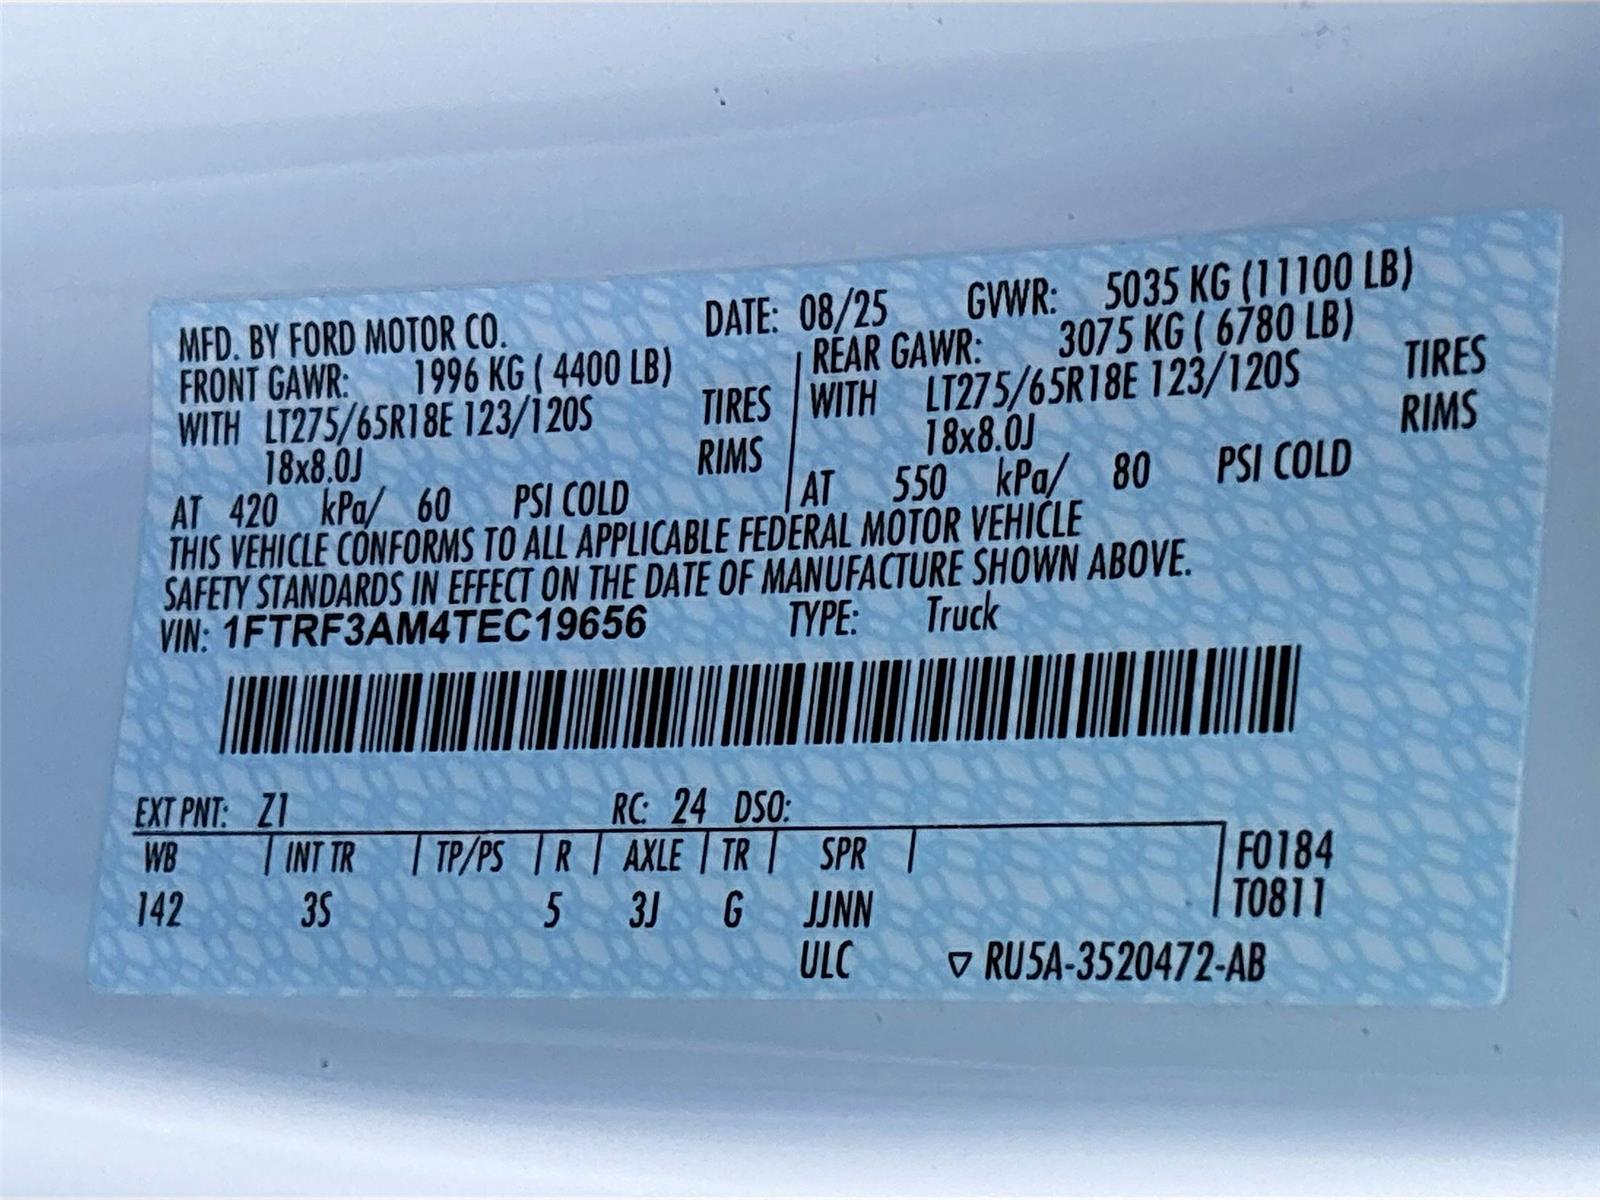 MFD. BY FORD MOTOR CO. DATE: 08/25 GVWR: 5035 KG (11100 LB)
FRONT GAWR: 1996 KG ( 4400 LB) REAR GAWR: 3075 KG ( 6780 LB)
WITH LT275/65R18E 123/120S TIRES WITH LT275/65R18E 123/120S TIRES
18x8.0J RIMS 18x8.0J RIMS
AT 420 kPa/ 60 PSI COLD AT 550 kPa/ 80 PSI COLD
THIS VEHICLE CONFORMS TO ALL APPLICABLE FEDERAL MOTOR VEHICLE
SAFETY STANDARDS IN EFFECT ON THE DATE OF MANUFACTURE SHOWN ABOVE.
VIN: 1FTRF3AM4TEC19656 TYPE: Truck
EXT PNT: Z1 RC: 24 DSO:
WB INT TR TP/PS R AXLE TR SPR F0184
142 3S 5 3J G JJNN T0811
ULC ▽ RU5A-3520472-AB